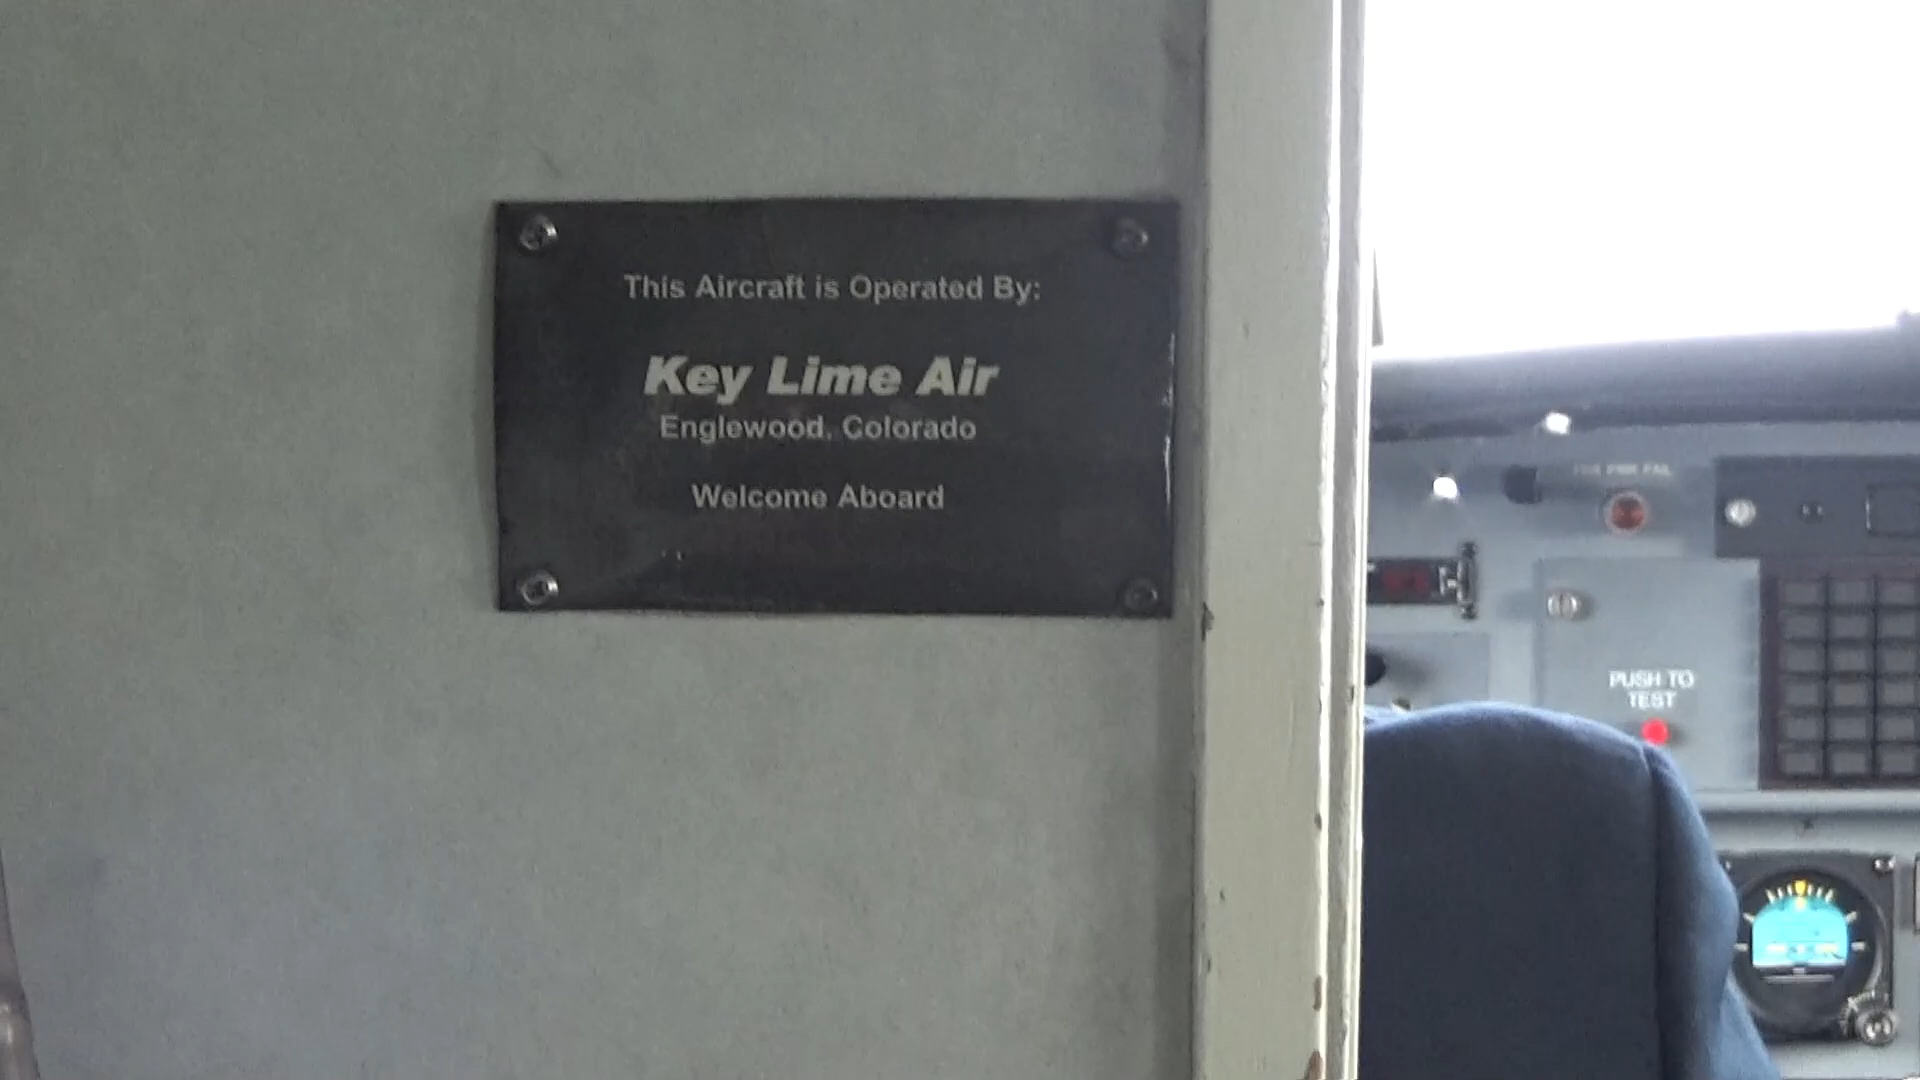 This Aircraft is Operated By:
Key Lime Air
Englewood, Colorado
Welcome Aboard
PUSH TO
TEST